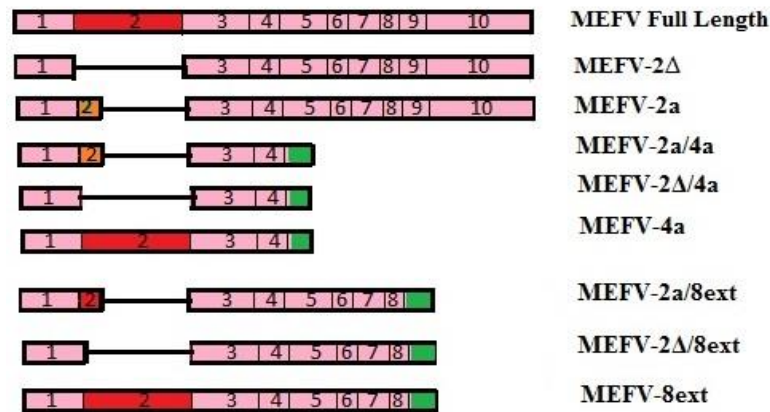 1 2 3 4 5 6 7 8 9 10 MEFV Full Length
1 3 4 5 6 7 8 9 10 MEFV-2Δ
1 2 3 4 5 6 7 8 9 10 MEFV-2a
1 2 3 4 MEFV-2a/4a
1 3 4 MEFV-2Δ/4a
1 2 3 4 MEFV-4a
1 2 3 4 5 6 7 8 MEFV-2a/8ext
1 3 4 5 6 7 8 MEFV-2Δ/8ext
1 2 3 4 5 6 7 8 MEFV-8ext